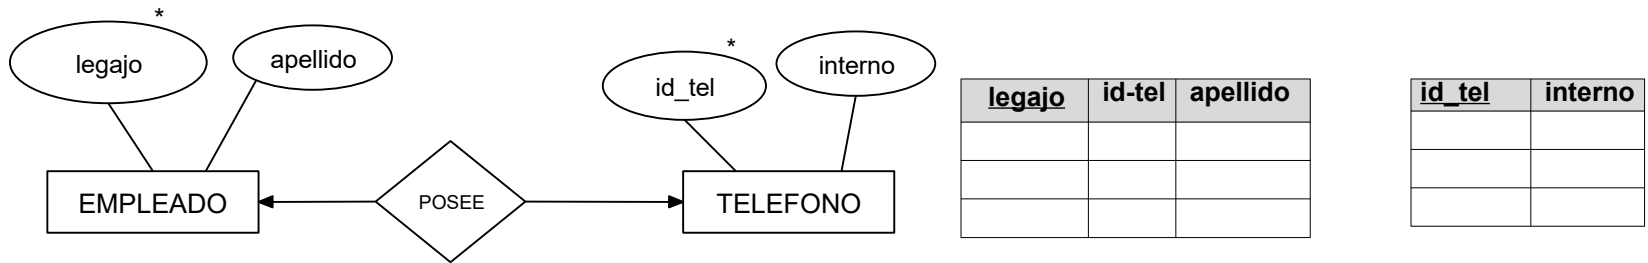 *
legajo
apellido
*
id_tel
interno
EMPLEADO
POSEE
TELEFONO
legajo id-tel apellido
id_tel interno